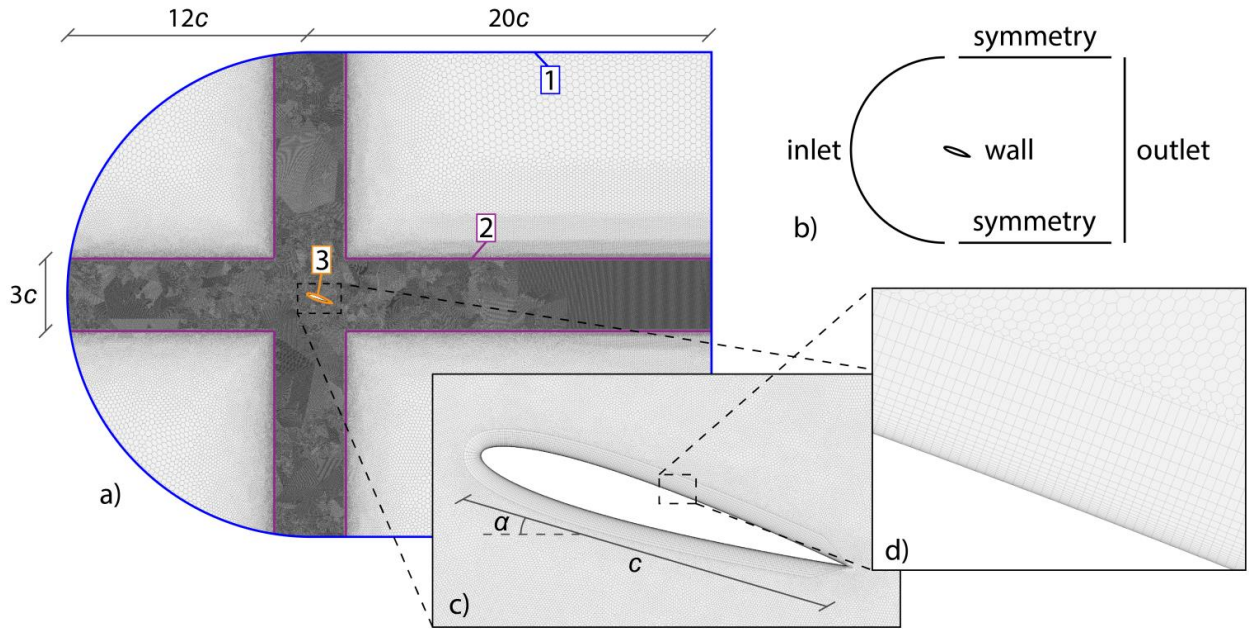 12c
20c
1
symmetry
inlet
wall
outlet
symmetry
b)
2
3
3c
a)
α
c
c)
d)